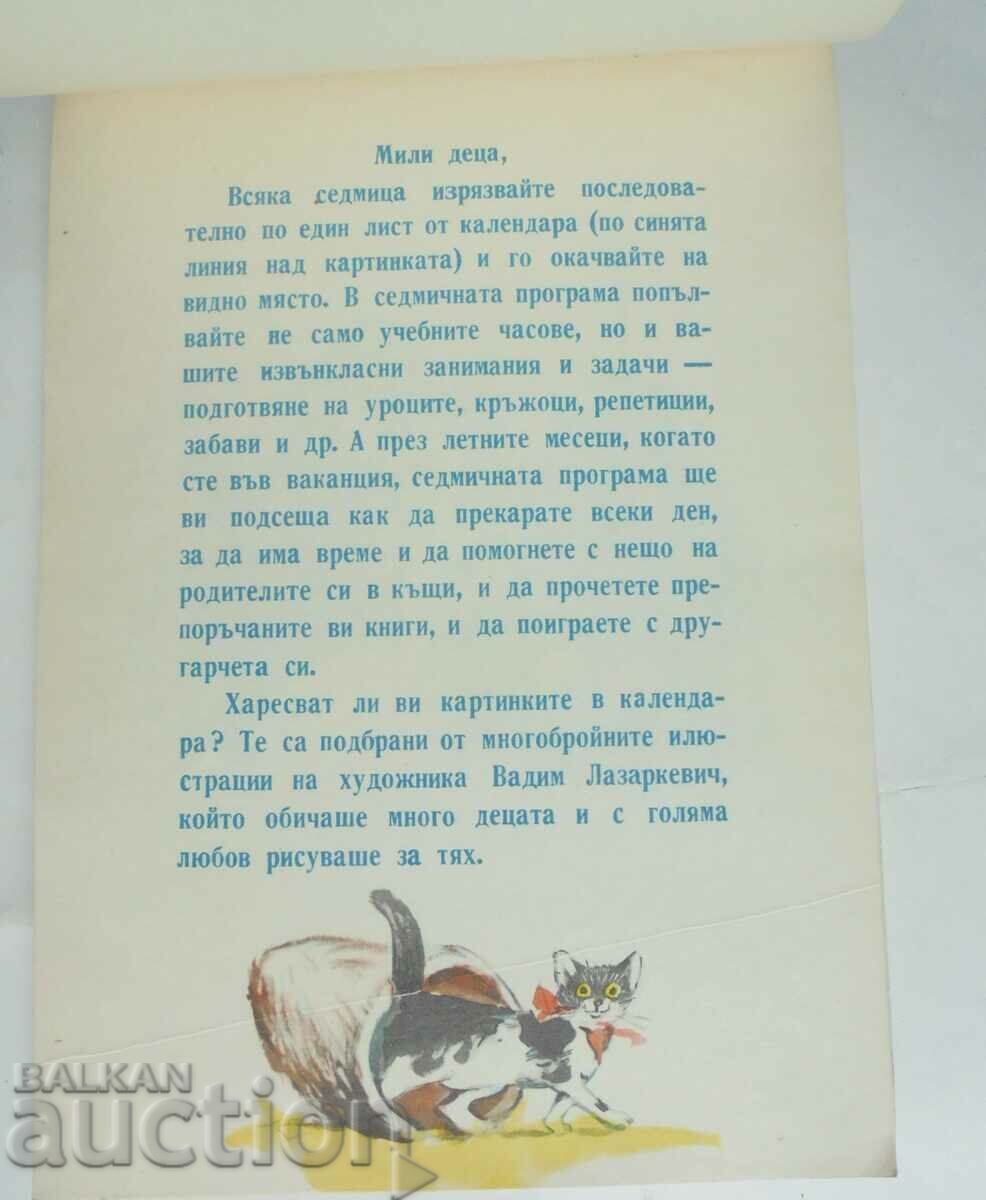 Мили деца,
Всяка седмица изрязвайте последова-
телно по един лист от календара (по синята
линия над картинката) и го окачвайте на
видно място. В седмичната програма попъл-
вайте не само учебните часове, но и ва-
шите извънкласни занимания и задачи —
подготвяне на уроците, кръжоци, репетиции,
забави и др. А през летните месеци, когато
сте във ваканция, седмичната програма ще
ви подсеща как да прекарате всеки ден,
за да има време и да помогнете с нещо на
родителите си в къщи, и да прочетете пре-
поръчаните ви книги, и да поиграете с дру-
гарчета си.
Харесват ли ви картинките в календа-
ра? Те са подбрани от многобройните илю-
страции на художника Вадим Лазаркевич,
който обичаше много децата и с голяма
любов рисуваше за тях.
BALKAN
auction